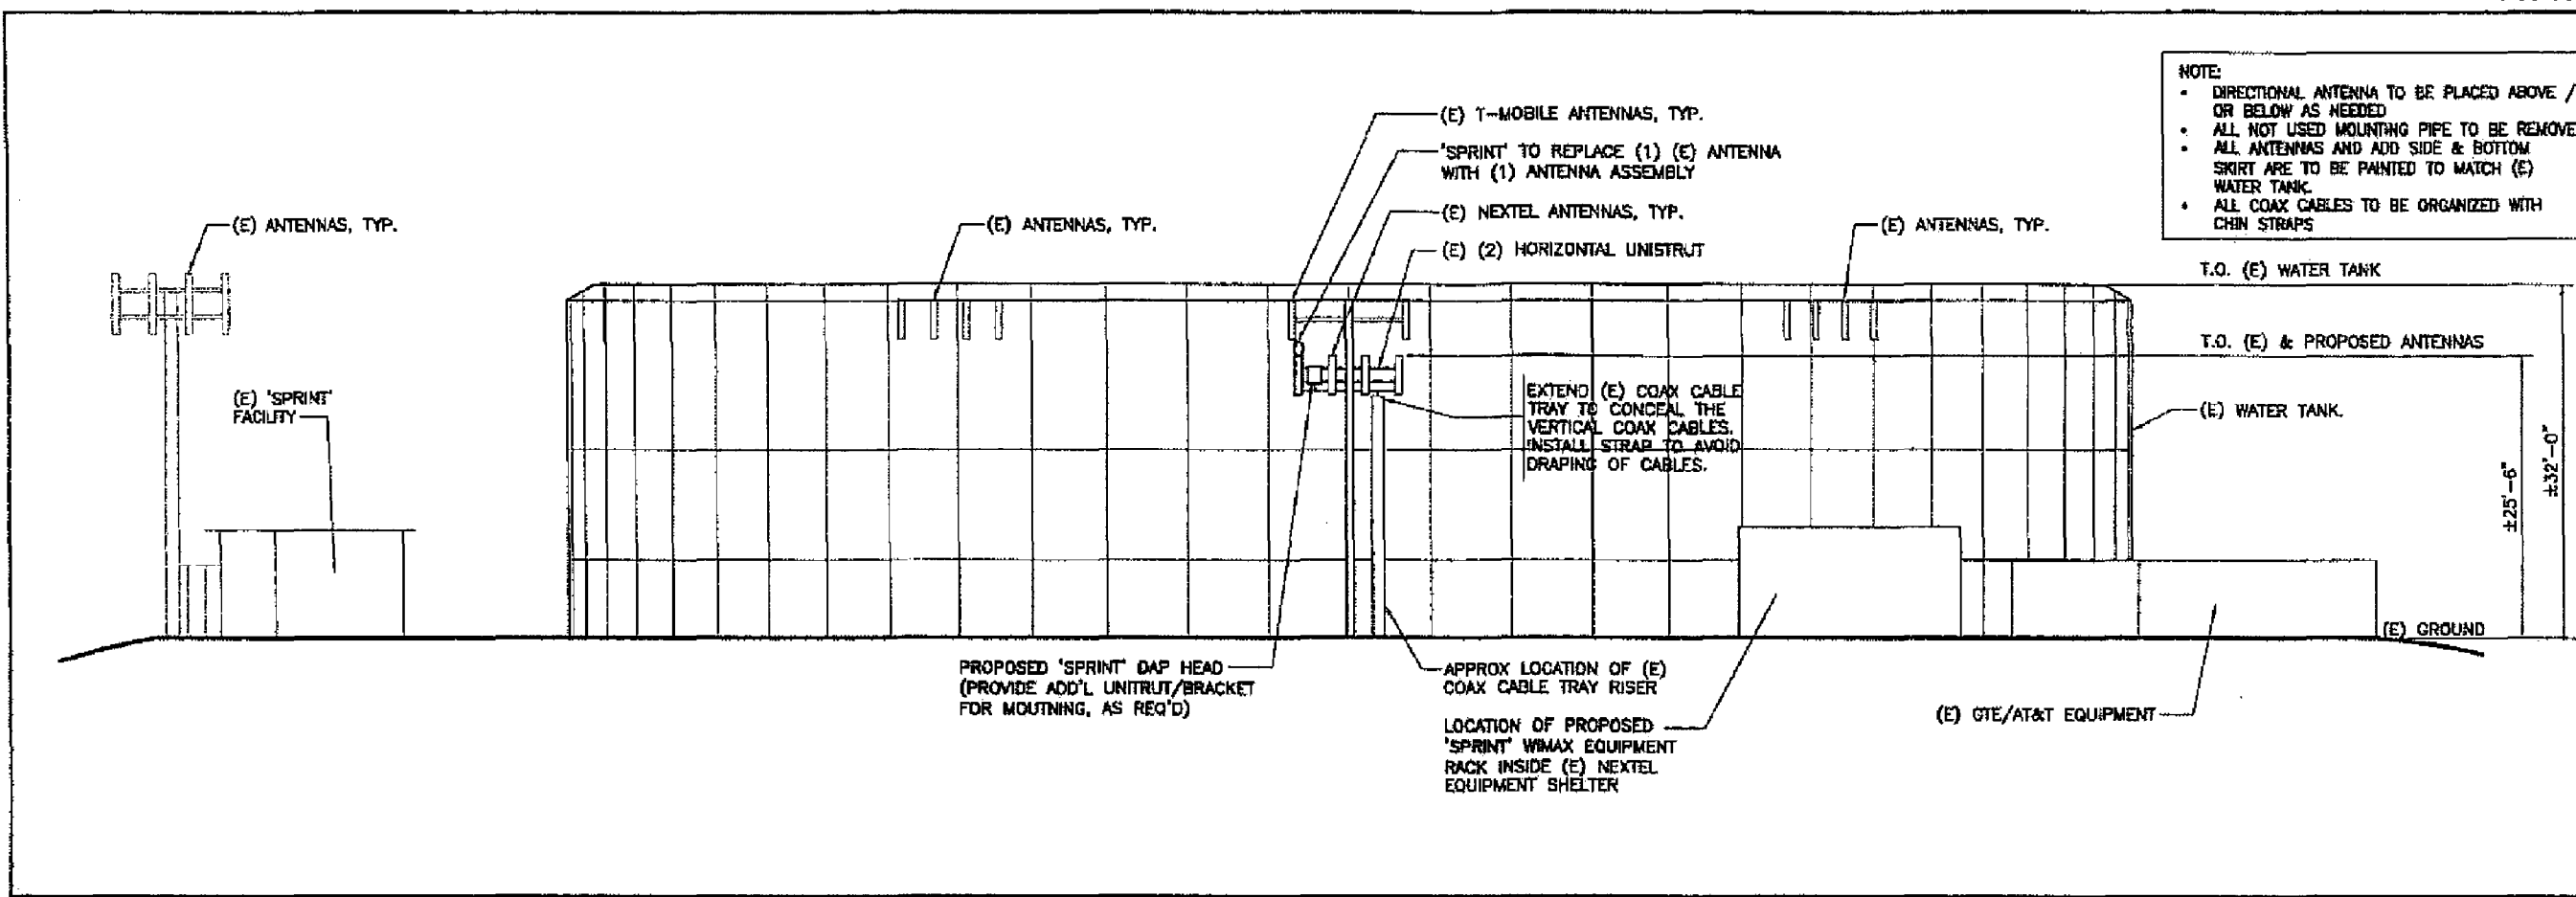 NOTE:
• DIRECTIONAL ANTENNA TO BE PLACED ABOVE /
OR BELOW AS NEEDED
• ALL NOT USED MOUNTING PIPE TO BE REMOVE
• ALL ANTENNAS AND ADD SIDE & BOTTOM
SKIRT ARE TO BE PAINTED TO MATCH (E)
WATER TANK.
• ALL COAX CABLES TO BE ORGANIZED WITH
CHIN STRAPS
(E) T-MOBILE ANTENNAS, TYP.
'SPRINT' TO REPLACE (1) (E) ANTENNA
WITH (1) ANTENNA ASSEMBLY
(E) NEXTEL ANTENNAS, TYP.
(E) (2) HORIZONTAL UNISTRUT
(E) ANTENNAS, TYP.
(E) ANTENNAS, TYP.
(E) ANTENNAS, TYP.
T.O. (E) WATER TANK
T.O. (E) & PROPOSED ANTENNAS
(E) 'SPRINT'
FACILITY
EXTEND (E) COAX CABLE
TRAY TO CONCEAL THE
VERTICAL COAX CABLES.
INSTALL STRAP TO AVOID
DRAPING OF CABLES.
(E) WATER TANK.
±25'-6"
±32'-0"
(E) GROUND
PROPOSED 'SPRINT' DAP HEAD
(PROVIDE ADD'L UNITRUT/BRACKET
FOR MOUTNING, AS REQ'D)
APPROX LOCATION OF (E)
COAX CABLE TRAY RISER
LOCATION OF PROPOSED
'SPRINT' WIMAX EQUIPMENT
RACK INSIDE (E) NEXTEL
EQUIPMENT SHELTER
(E) GTE/AT&T EQUIPMENT